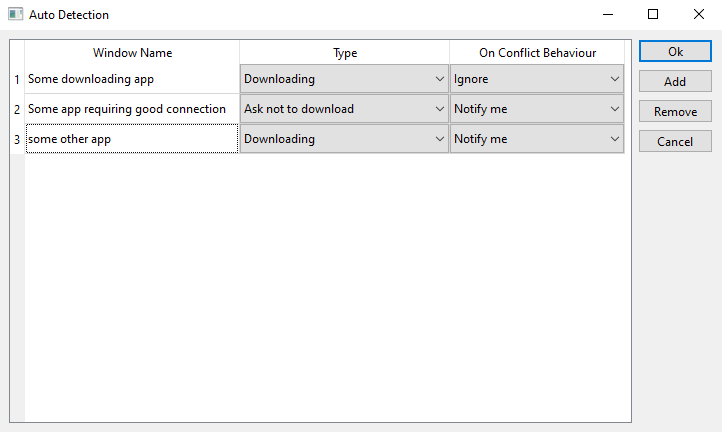 Auto Detection
Window Name Type On Conflict Behaviour Ok
1 Some downloading app Downloading Ignore Add
2 Some app requiring good connection Ask not to download Notify me Remove
3 some other app Downloading Notify me Cancel